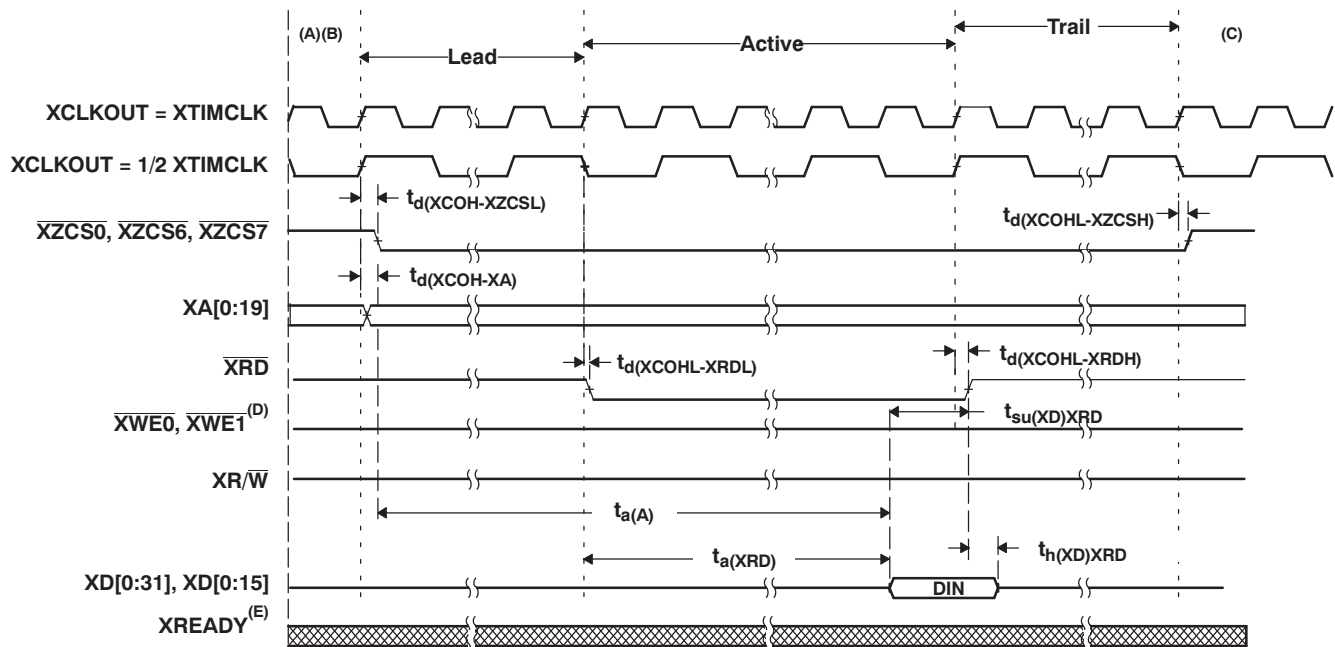 (A)(B)
Lead
Active
Trail
(C)
XCLKOUT = XTIMCLK
XCLKOUT = 1/2 XTIMCLK
td(XCOH-XZCSL)
XZCS0, XZCS6, XZCS7
td(XCOHL-XZCSH)
td(XCOH-XA)
XA[0:19]
XRD
td(XCOHL-XRDL)
td(XCOHL-XRDH)
XWE0, XWE1(D)
tsu(XD)XRD
XR/W
ta(A)
ta(XRD)
th(XD)XRD
XD[0:31], XD[0:15]
DIN
XREADY(E)